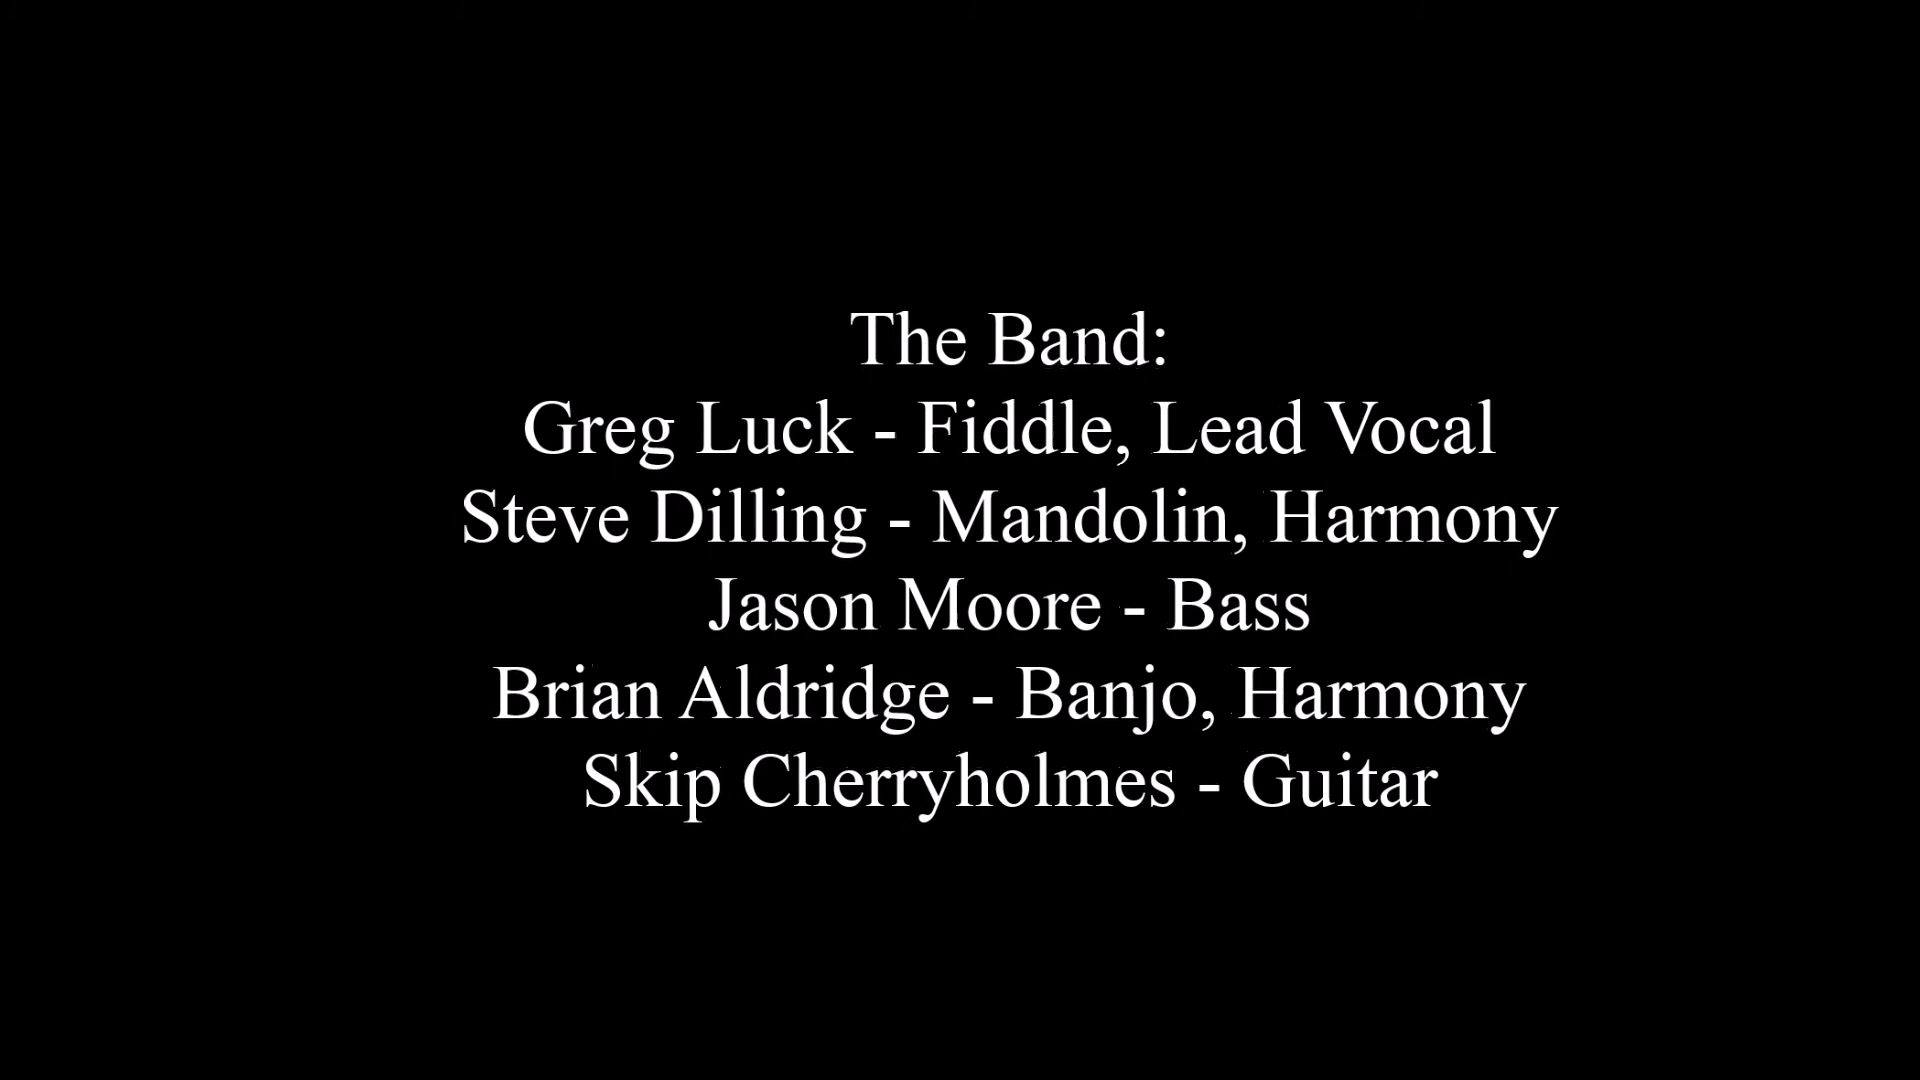 The Band:
Greg Luck - Fiddle, Lead Vocal
Steve Dilling - Mandolin, Harmony
Jason Moore - Bass
Brian Aldridge - Banjo, Harmony
Skip Cherryholmes - Guitar